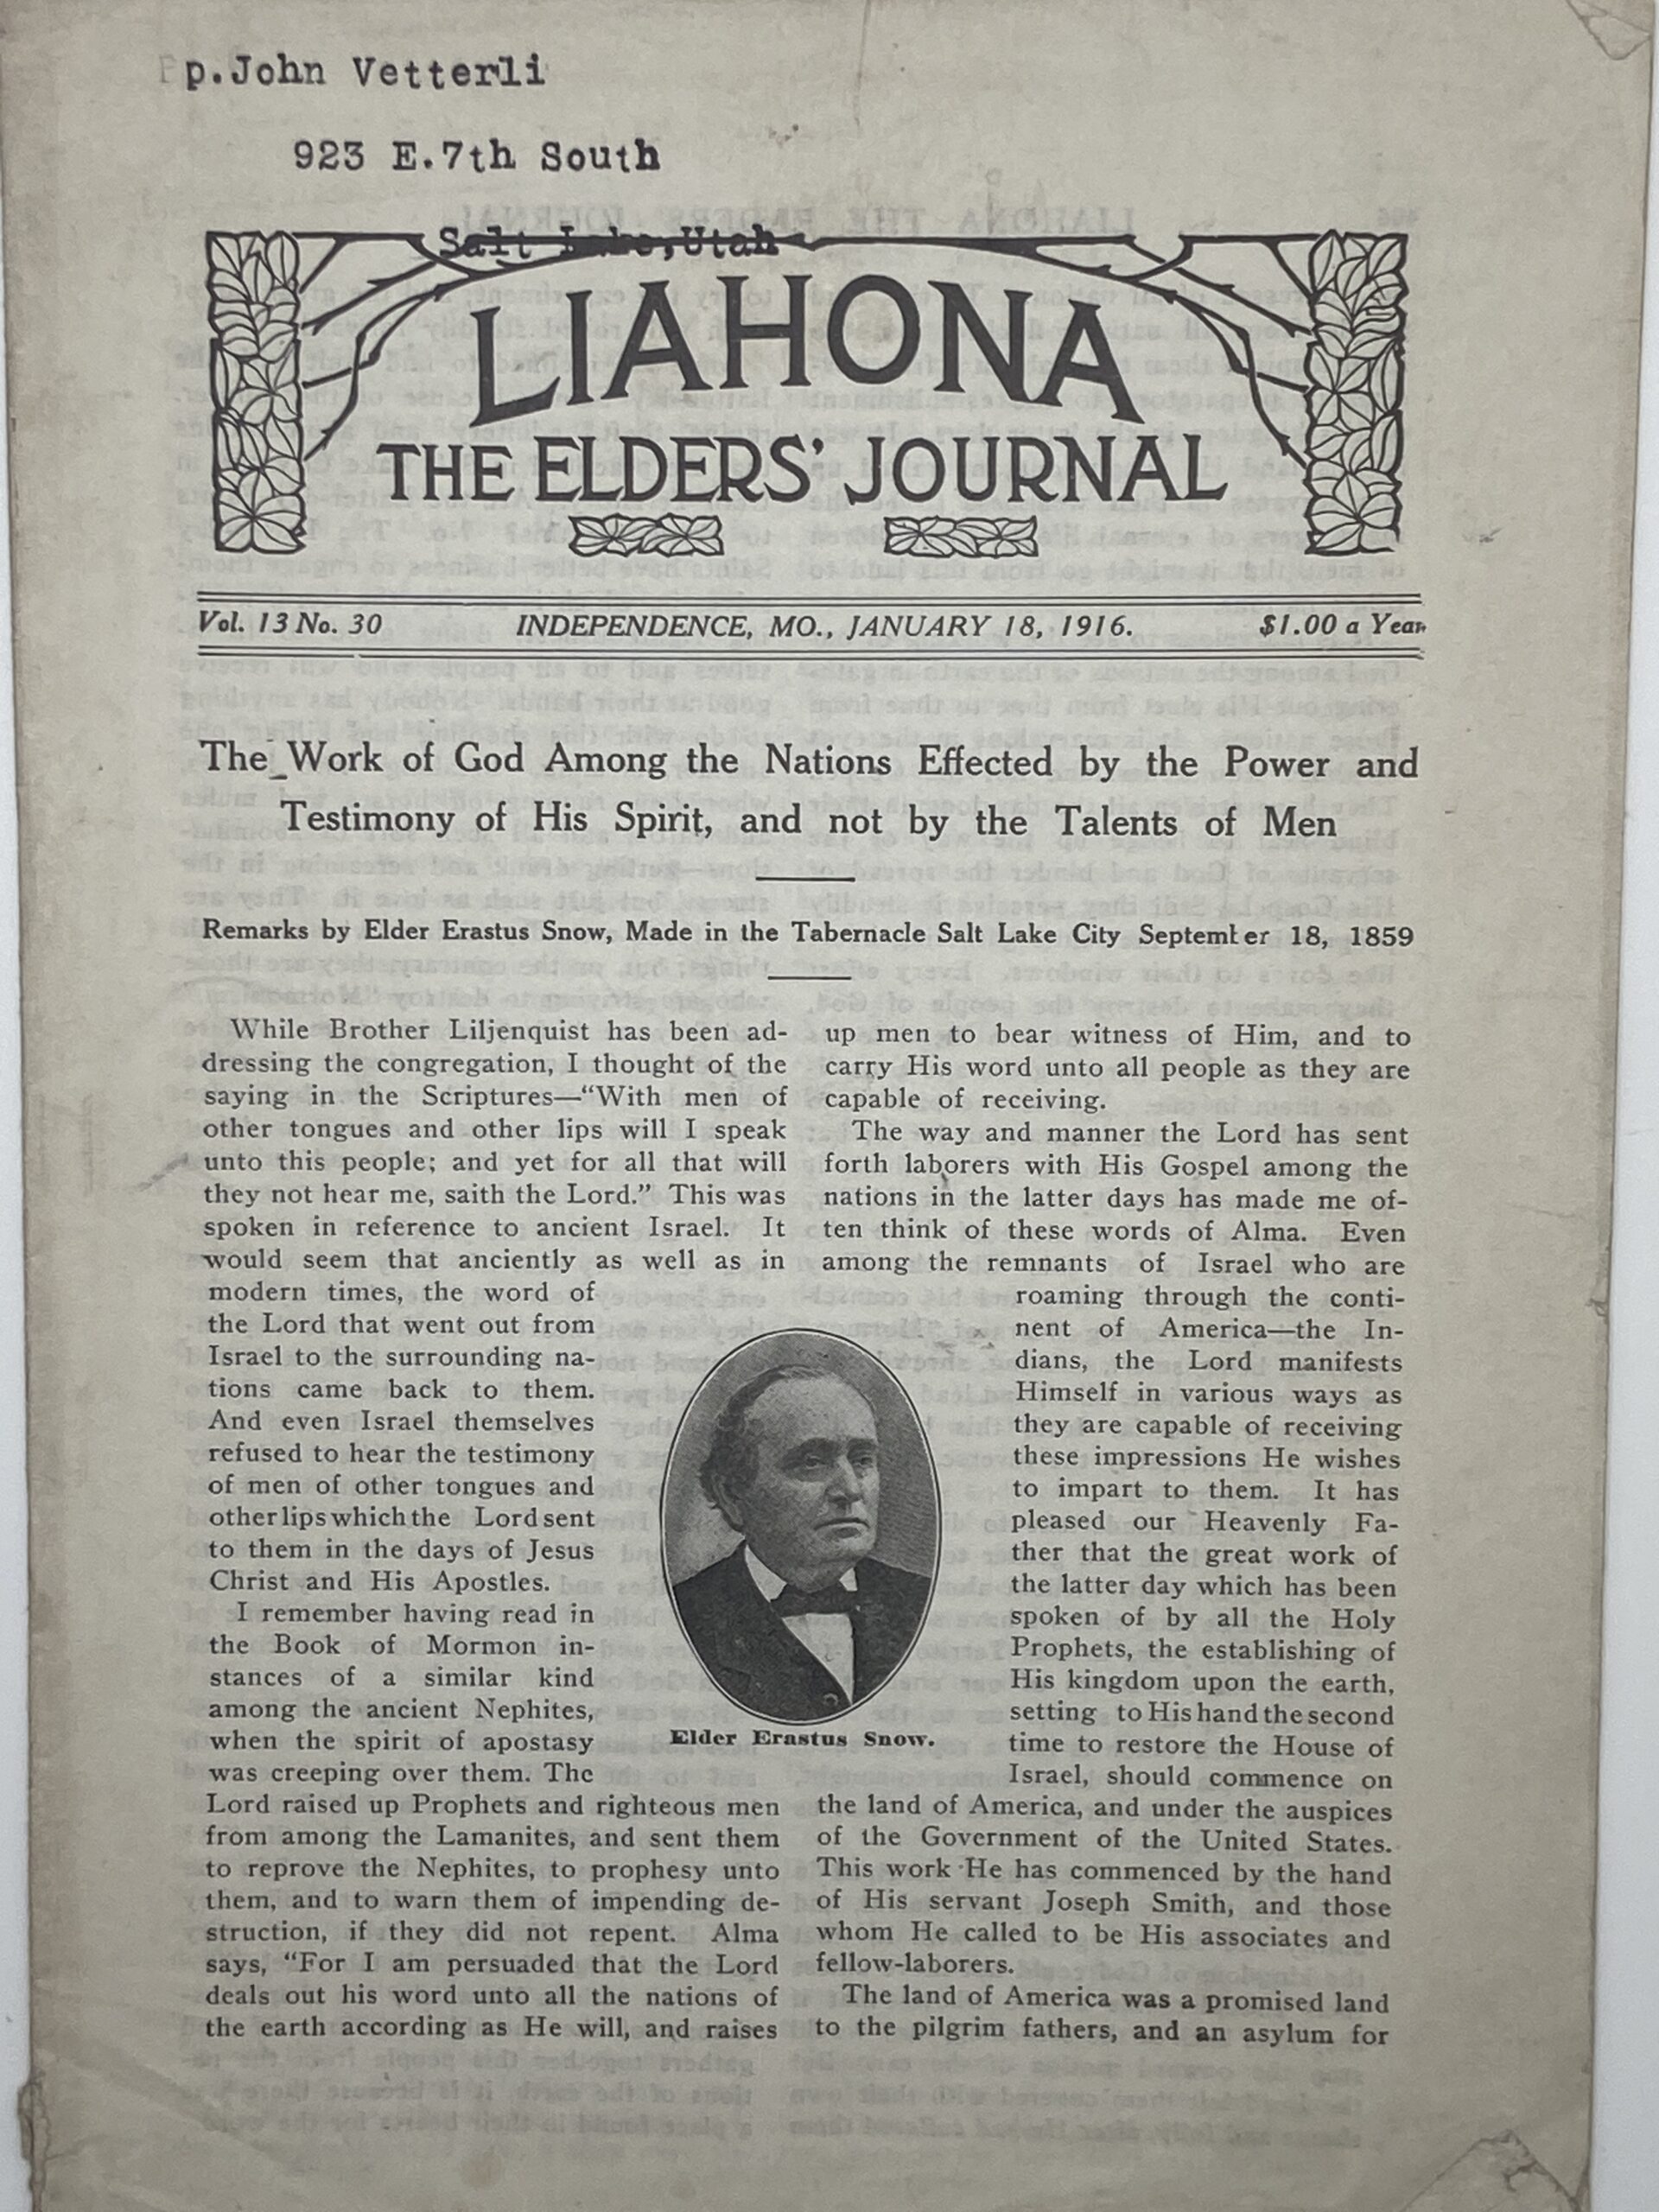 p.John Vetterli
923 E.7th South
Salt Lake,Utah
LIAHONA
THE ELDERS' JOURNAL
Vol. 13 No. 30 INDEPENDENCE, MO., JANUARY 18, 1916. $1.00 a Year
The Work of God Among the Nations Effected by the Power and
Testimony of His Spirit, and not by the Talents of Men
Remarks by Elder Erastus Snow, Made in the Tabernacle Salt Lake City September 18, 1859
While Brother Liljenquist has been ad-
dressing the congregation, I thought of the
saying in the Scriptures—“With men of
other tongues and other lips will I speak
unto this people; and yet for all that will
they not hear me, saith the Lord.” This was
spoken in reference to ancient Israel. It
would seem that anciently as well as in
modern times, the word of
the Lord that went out from
Israel to the surrounding na-
tions came back to them.
And even Israel themselves
refused to hear the testimony
of men of other tongues and
other lips which the Lord sent
to them in the days of Jesus
Christ and His Apostles.
I remember having read in
the Book of Mormon in-
stances of a similar kind
among the ancient Nephites,
when the spirit of apostasy
was creeping over them. The
Lord raised up Prophets and righteous men
from among the Lamanites, and sent them
to reprove the Nephites, to prophesy unto
them, and to warn them of impending de-
struction, if they did not repent. Alma
says, “For I am persuaded that the Lord
deals out his word unto all the nations of
the earth according as He will, and raises
Elder Erastus Snow.
up men to bear witness of Him, and to
carry His word unto all people as they are
capable of receiving.
The way and manner the Lord has sent
forth laborers with His Gospel among the
nations in the latter days has made me of-
ten think of these words of Alma. Even
among the remnants of Israel who are
roaming through the conti-
nent of America—the In-
dians, the Lord manifests
Himself in various ways as
they are capable of receiving
these impressions He wishes
to impart to them. It has
pleased our Heavenly Fa-
ther that the great work of
the latter day which has been
spoken of by all the Holy
Prophets, the establishing of
His kingdom upon the earth,
setting to His hand the second
time to restore the House of
Israel, should commence on
the land of America, and under the auspices
of the Government of the United States.
This work He has commenced by the hand
of His servant Joseph Smith, and those
whom He called to be His associates and
fellow-laborers.
The land of America was a promised land
to the pilgrim fathers, and an asylum for